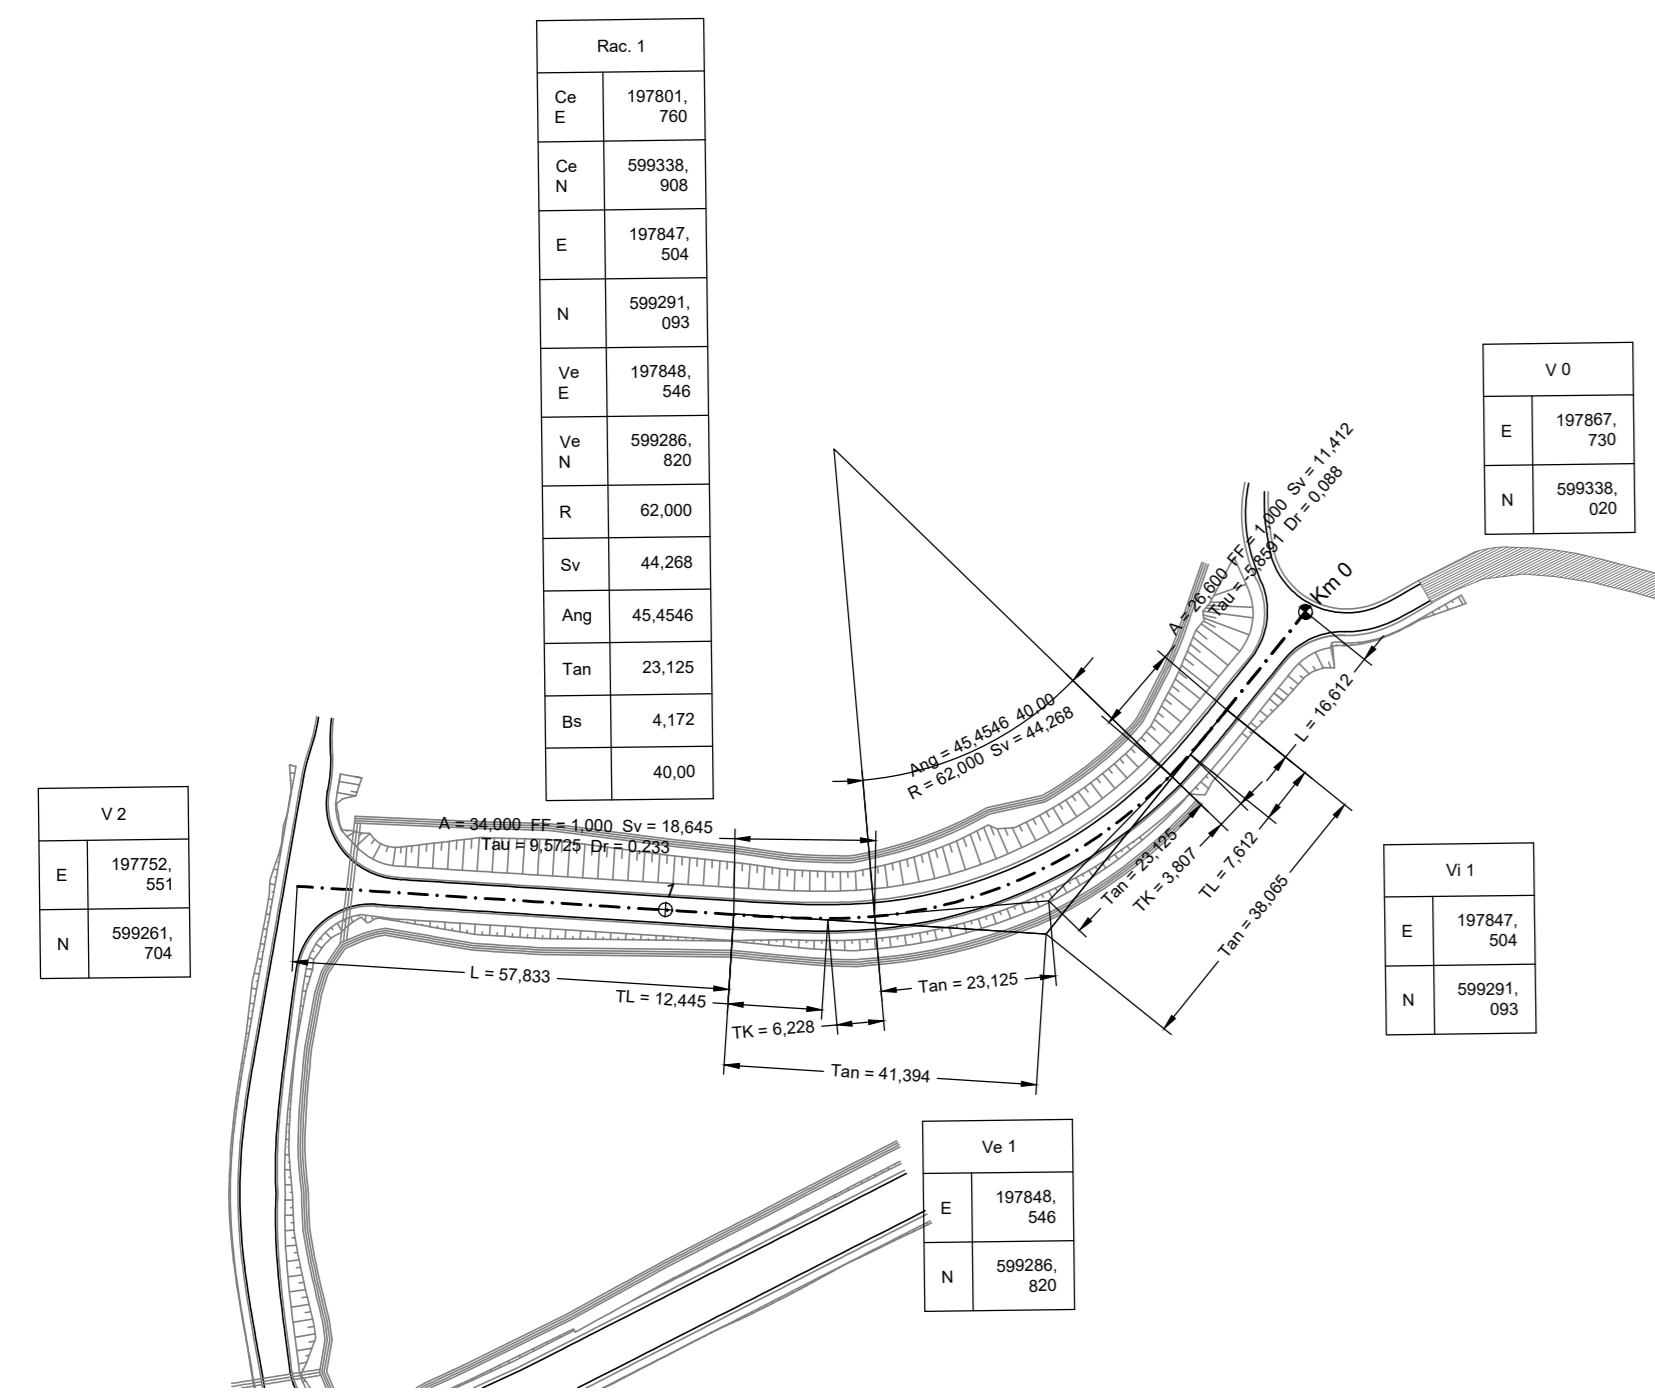 Rac. 1
Ce
E
197801,
760
Ce
N
599338,
908
E
197847,
504
N
599291,
093
Ve
E
197848,
546
Ve
N
599286,
820
R
62,000
Sv
44,268
Ang
45,4546
Tan
23,125
Bs
4,172
40,00
V 0
E
197867,
730
N
599338,
020
A = 26,600 FF = 1,000 Sv = 11,412
Tau = -5,8591 Dr = 0,088
Km 0
L = 16,612
Ang = 45,4546 40,00
R = 62,000 Sv = 44,268
V 2
E
197752,
551
N
599261,
704
A = 34,000 FF = 1,000 Sv = 18,645
Tau = 9,5725 Dr = 0,233
1
Tan = 23,125
TK = 3,807
TL = 7,612
Tan = 38,065
Vi 1
E
197847,
504
N
599291,
093
L = 57,833
TL = 12,445
TK = 6,228
Tan = 23,125
Tan = 41,394
Ve 1
E
197848,
546
N
599286,
820